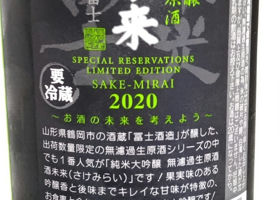 原酒
来
富士
SPECIAL RESERVATIONS
LIMITED EDITION
要冷蔵
SAKE-MIRAI
2020
～お酒の未来を考えよう～
山形県鶴岡市の酒蔵「冨士酒造」が醸した、
出荷数量限定の無濾過生原酒シリーズの中
でも1番人気が「純米大吟醸 無濾過生原酒
酒未来(さけみらい)」です!果実味のある
吟醸香と後味までキレイな甘味が特徴の、